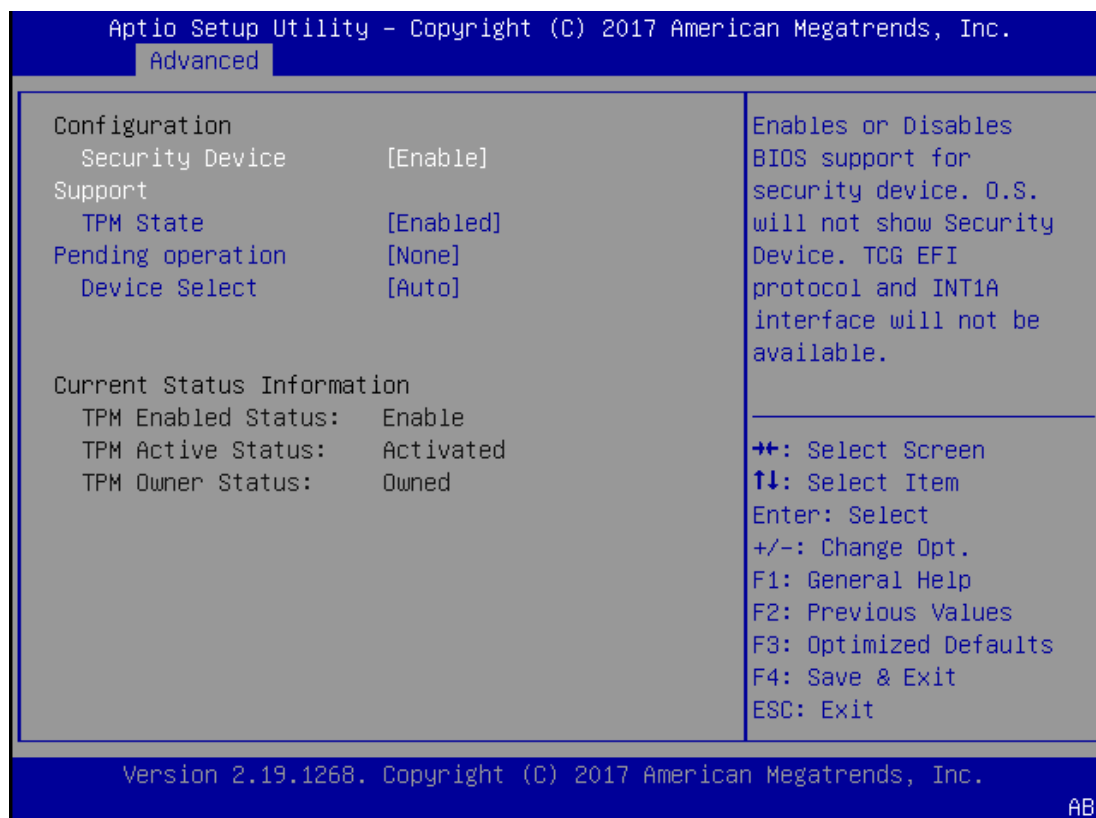 Aptio Setup Utility – Copyright (C) 2017 American Megatrends, Inc.
Advanced
Configuration
Security Device [Enable]
Support
TPM State [Enabled]
Pending operation [None]
Device Select [Auto]
Current Status Information
TPM Enabled Status: Enable
TPM Active Status: Activated
TPM Owner Status: Owned
Enables or Disables
BIOS support for
security device. O.S.
will not show Security
Device. TCG EFI
protocol and INT1A
interface will not be
available.
→←: Select Screen
↑↓: Select Item
Enter: Select
+/-: Change Opt.
F1: General Help
F2: Previous Values
F3: Optimized Defaults
F4: Save & Exit
ESC: Exit
Version 2.19.1268. Copyright (C) 2017 American Megatrends, Inc.
AB